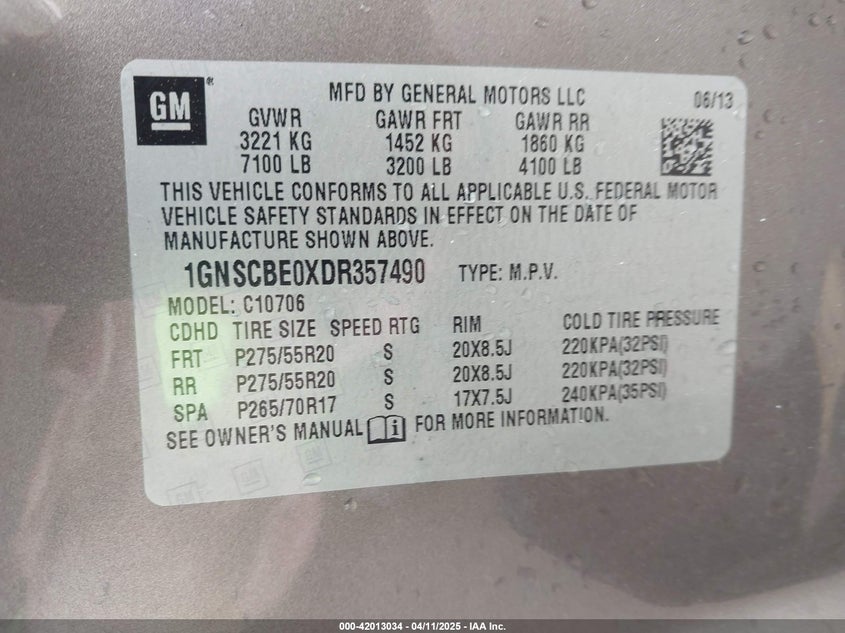 GM ®
MFD BY GENERAL MOTORS LLC 06/13
GVWR GAWR FRT GAWR RR
3221 KG 1452 KG 1860 KG
7100 LB 3200 LB 4100 LB
THIS VEHICLE CONFORMS TO ALL APPLICABLE U.S. FEDERAL MOTOR
VEHICLE SAFETY STANDARDS IN EFFECT ON THE DATE OF
MANUFACTURE SHOWN ABOVE.
1GNSCBE0XDR357490 TYPE: M.P.V.
MODEL: C10706
CDHD TIRE SIZE SPEED RTG RIM COLD TIRE PRESSURE
FRT P275/55R20 S 20X8.5J 220KPA(32PSI)
RR P275/55R20 S 20X8.5J 220KPA(32PSI)
SPA P265/70R17 S 17X7.5J 240KPA(35PSI)
SEE OWNER'S MANUAL i FOR MORE INFORMATION.
GM GM GM
000-42013034 - 04/11/2025 - IAA Inc.